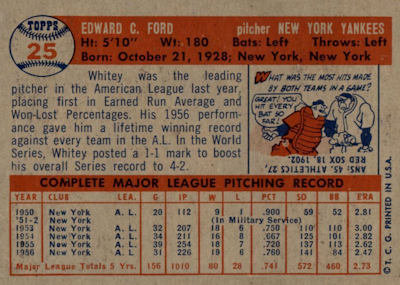 TOPPS
25
EDWARD C. FORD pitcher NEW YORK YANKEES
Ht: 5'10" Wt: 180 Bats: Left Throws: Left
Born: October 21, 1928; New York, New York
Whitey was the leading
pitcher in the American League last year,
placing first in Earned Run Average and
Won-Lost Percentages. His 1956 perform-
ance gave him a lifetime winning record
against every team in the A.L. In the World
Series, Whitey posted a 1-1 mark to boost
his overall Series record to 4-2.
WHAT WAS THE MOST HITS MADE
BY BOTH TEAMS IN A GAME?
GREAT! YOU
HIT EVERY
BAT SO
FAR!
ANS: 45. ATHLETICS 27,
RED SOX 18 1902.
COMPLETE MAJOR LEAGUE PITCHING RECORD
YEAR CLUB LEA. G IP W L PCT. SO BB ERA
1950 New York A. L. 20 112 9 1 .900 59 52 2.81
'51-2 New York (In Military Service)
1953 New York A. L. 32 207 18 6 .750 110 110 3.00
1954 New York A. L. 34 211 16 8 .667 125 101 2.82
1955 New York A. L. 39 254 18 7 .720 137 113 2.62
1956 New York A. L. 31 226 19 6 .760 141 84 2.47
Major League Totals 5 Yrs. 156 1010 80 28 .741 572 460 2.73
© T. C. G. PRINTED IN U.S.A.